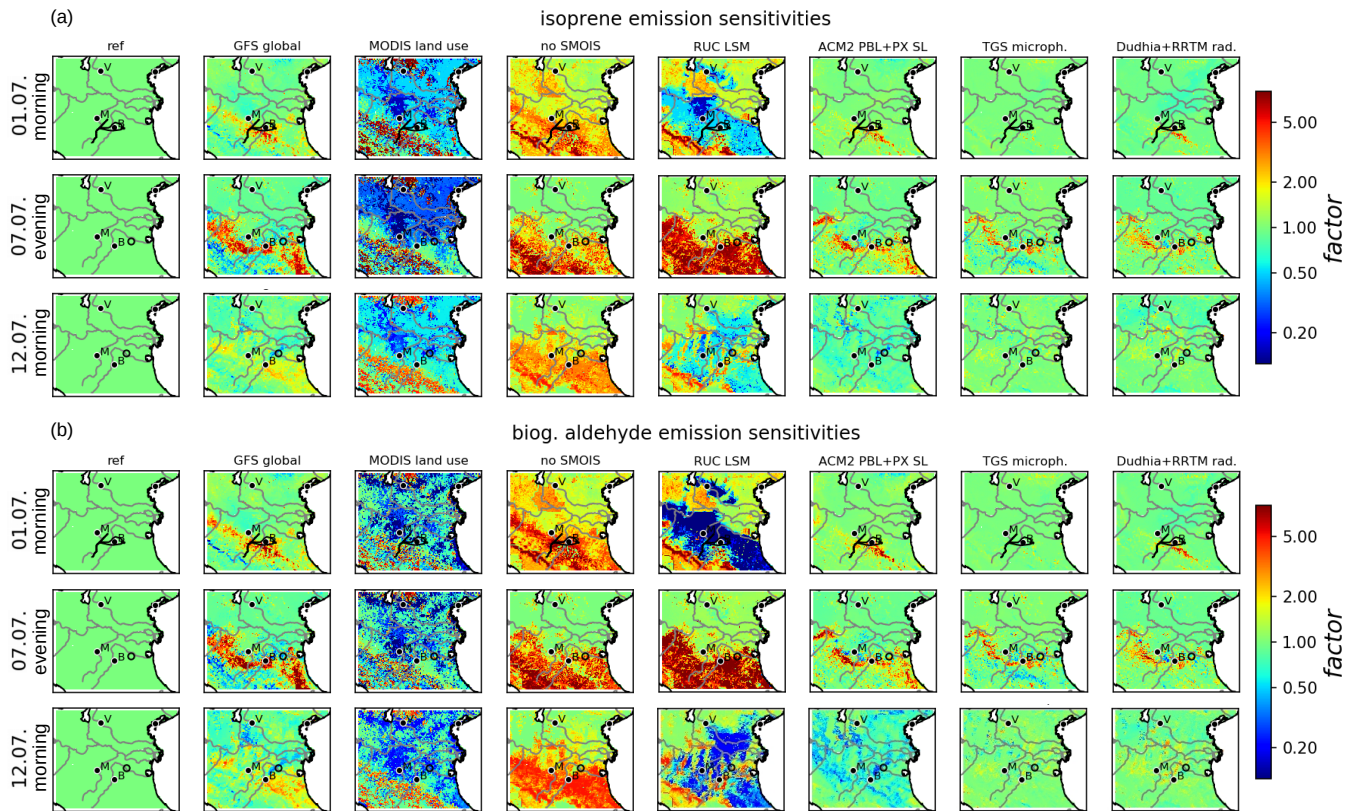 (a)
isoprene emission sensitivities
ref GFS global MODIS land use no SMOIS RUC LSM ACM2 PBL+PX SL TGS microph. Dudhia+RRTM rad.
01.07. morning
V V V V V V V V
M M M M M M M M
B B B B B B B B
07.07. evening
V V V V V V V V
M M M M M M M M
B B B B B B B B
12.07. morning
V V V V V V V V
M M M M M M M M
B B B B B B B B
5.00
2.00
1.00
0.50
0.20
factor
(b)
biog. aldehyde emission sensitivities
ref GFS global MODIS land use no SMOIS RUC LSM ACM2 PBL+PX SL TGS microph. Dudhia+RRTM rad.
01.07. morning
V V V V V V V V
M M M M M M M M
B B B B B B B B
07.07. evening
V V V V V V V V
M M M M M M M M
B B B B B B B B
12.07. morning
V V V V V V V V
M M M M M M M M
B B B B B B B B
5.00
2.00
1.00
0.50
0.20
factor